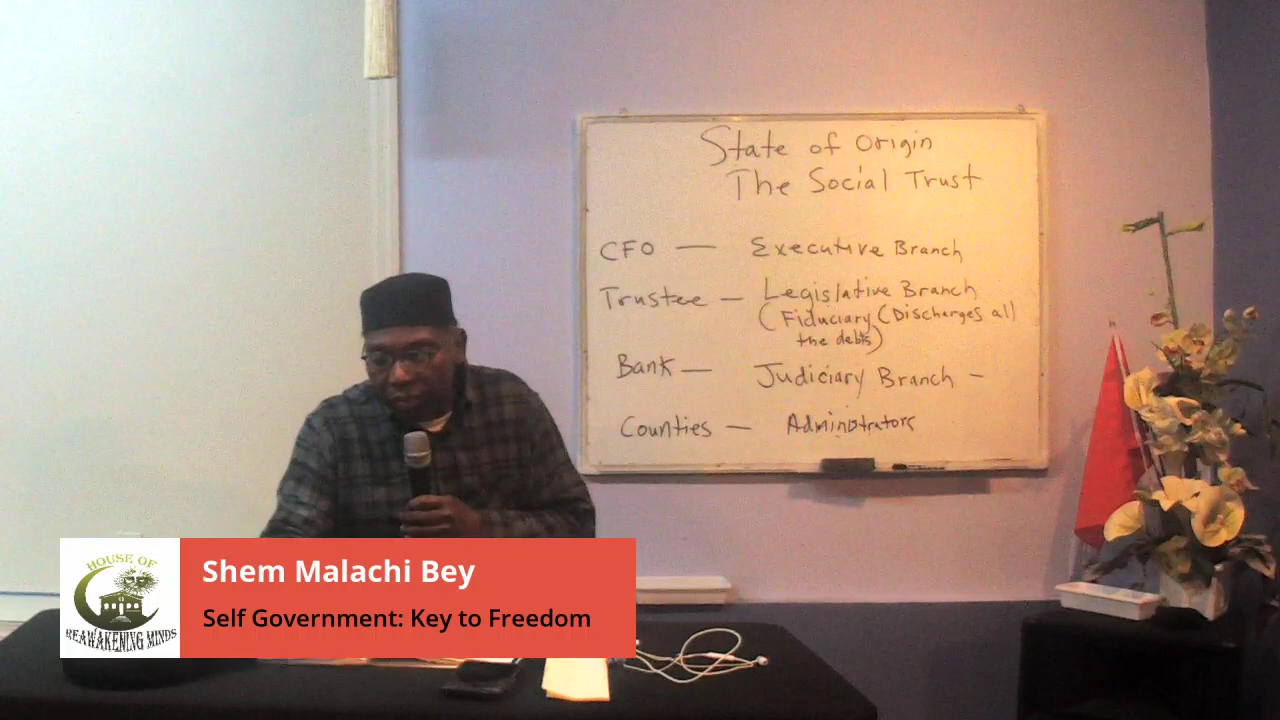 State of Origin
The Social Trust
CFO — Executive Branch
Trustee — Legislative Branch
(Fiduciary (Discharges all
the debts)
Bank — Judiciary Branch –
Counties — Administrators
HOUSE OF
REAWAKENING MINDS
Shem Malachi Bey
Self Government: Key to Freedom